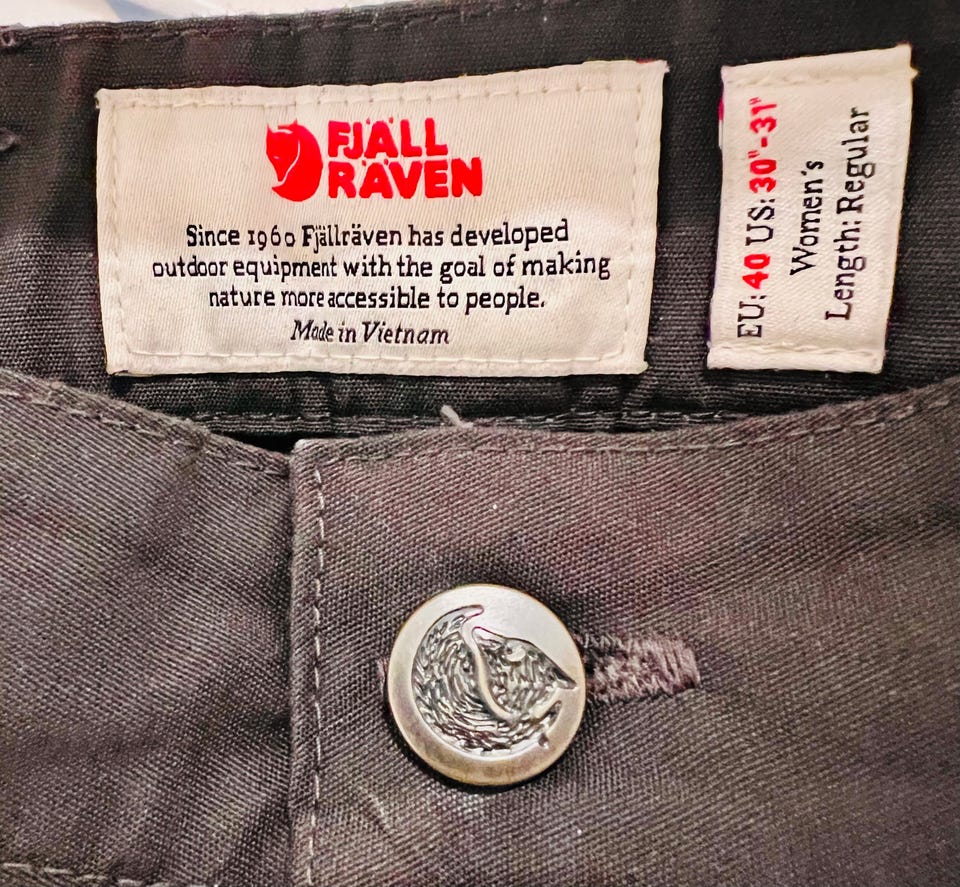 FJÄLL
RÄVEN
Since 1960 Fjällräven has developed
outdoor equipment with the goal of making
nature more accessible to people.
Made in Vietnam
EU: 40 US: 30"-31"
Women's
Length: Regular